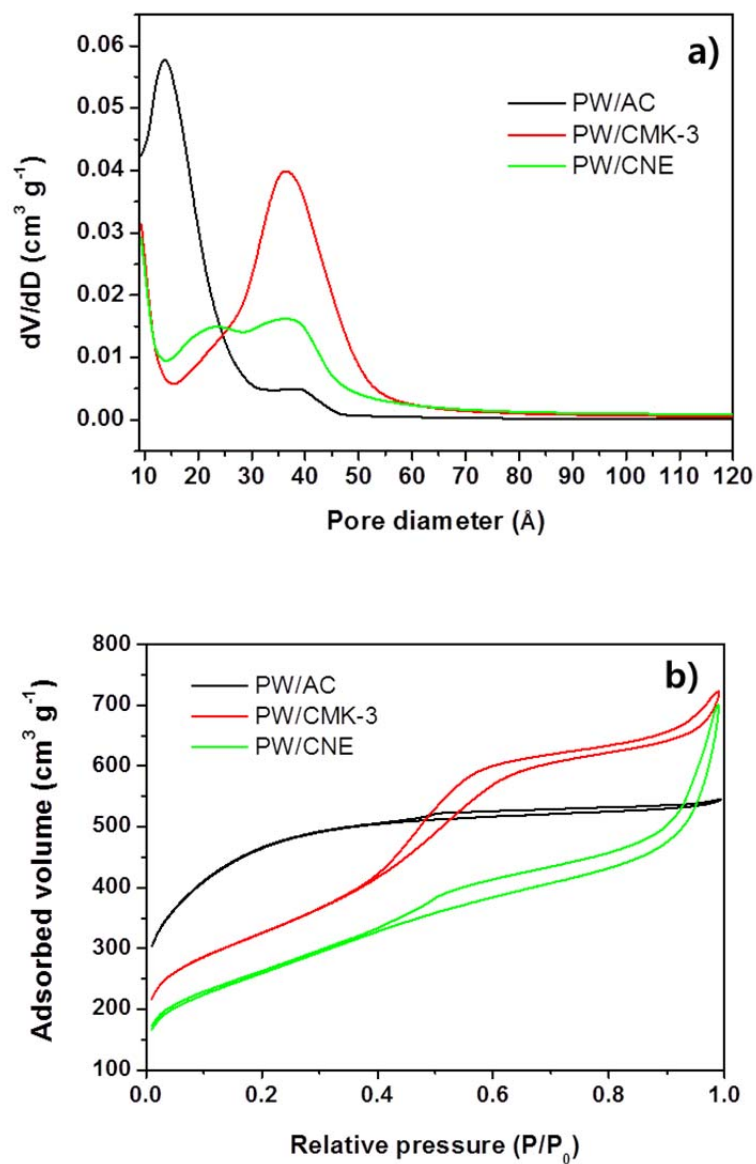 a)
0.06
0.05
0.04
0.03
0.02
0.01
0.00
dV/dD (cm³ g⁻¹)
PW/AC
PW/CMK-3
PW/CNE
10 20 30 40 50 60 70 80 90 100 110 120
Pore diameter (Å)
b)
800
700
600
500
400
300
200
100
Adsorbed volume (cm³ g⁻¹)
PW/AC
PW/CMK-3
PW/CNE
0.0 0.2 0.4 0.6 0.8 1.0
Relative pressure (P/P₀)